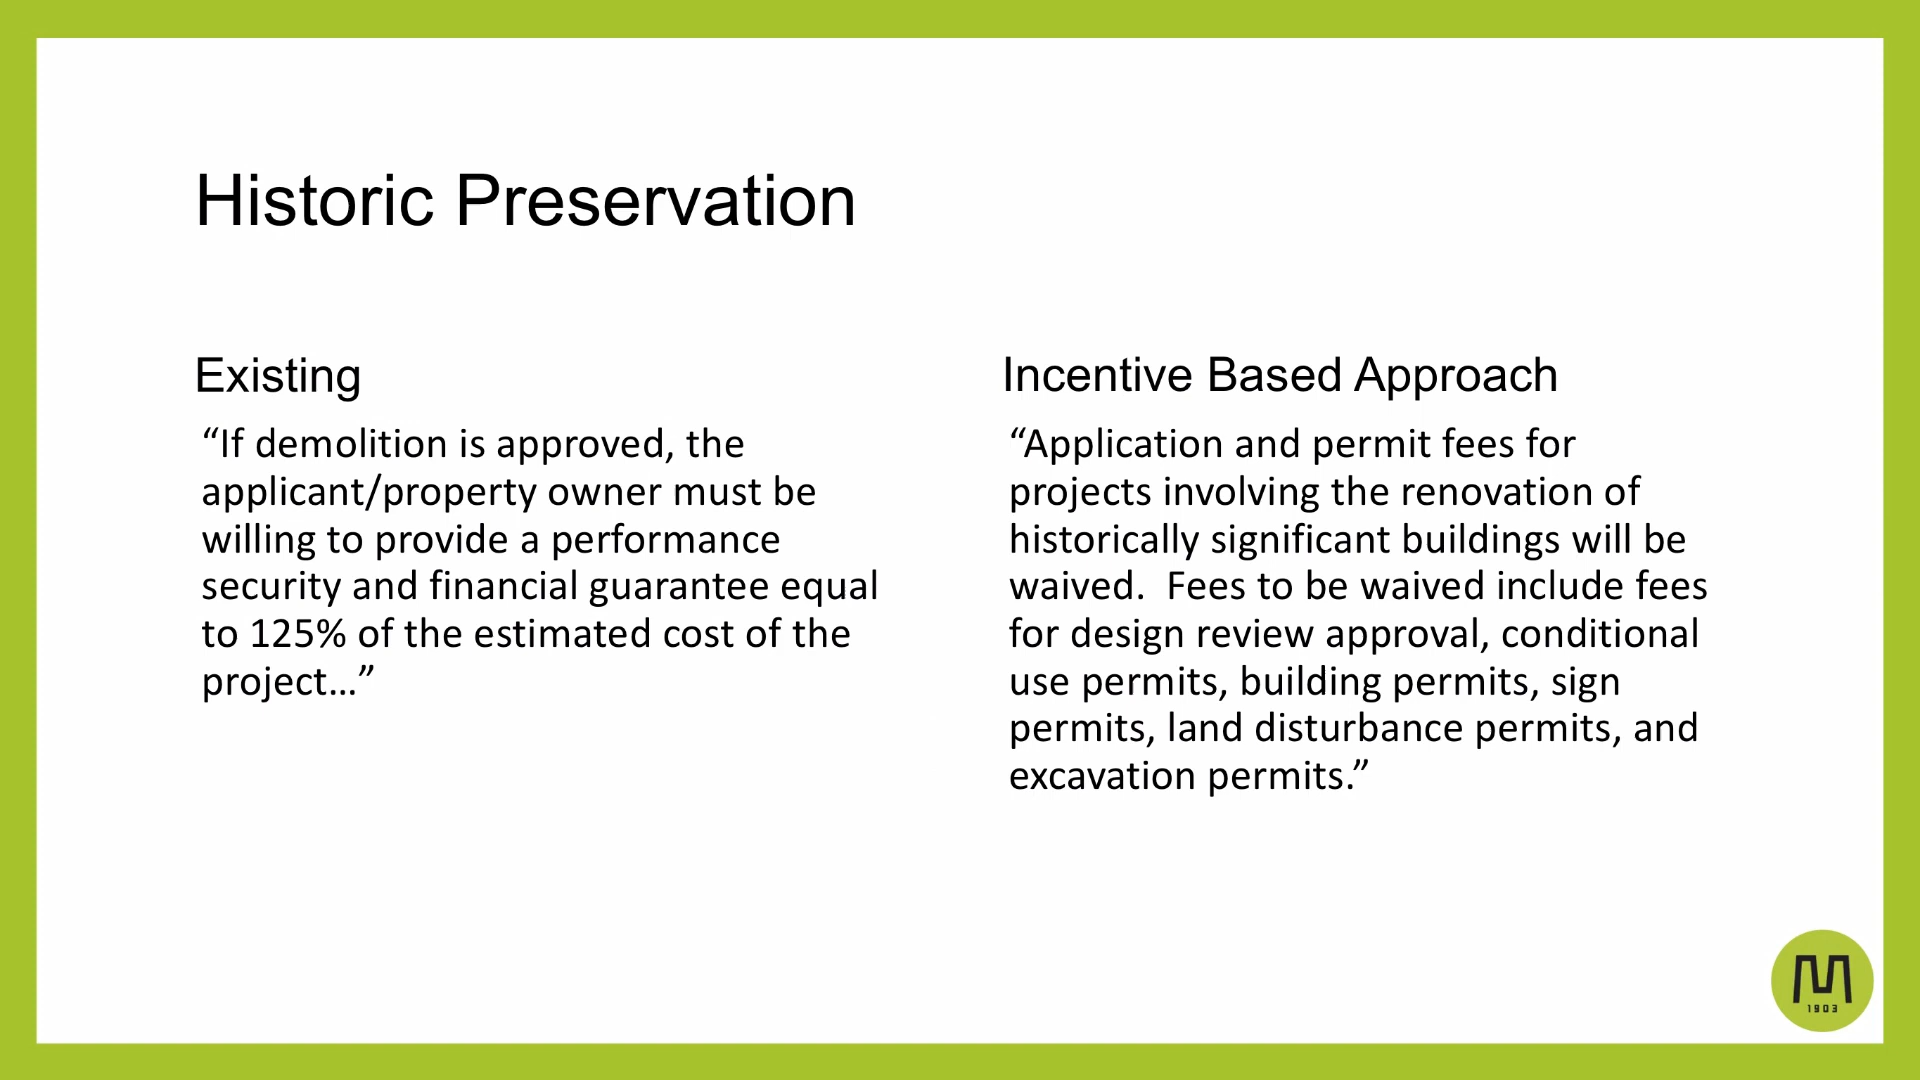 Historic Preservation
Existing
“If demolition is approved, the
applicant/property owner must be
willing to provide a performance
security and financial guarantee equal
to 125% of the estimated cost of the
project…”
Incentive Based Approach
“Application and permit fees for
projects involving the renovation of
historically significant buildings will be
waived.  Fees to be waived include fees
for design review approval, conditional
use permits, building permits, sign
permits, land disturbance permits, and
excavation permits.”
M
1903